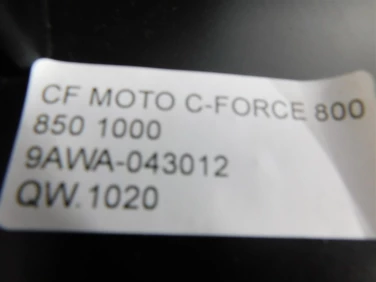 CF MOTO C-FORCE 800
850 1000
9AWA-043012
QW.1020